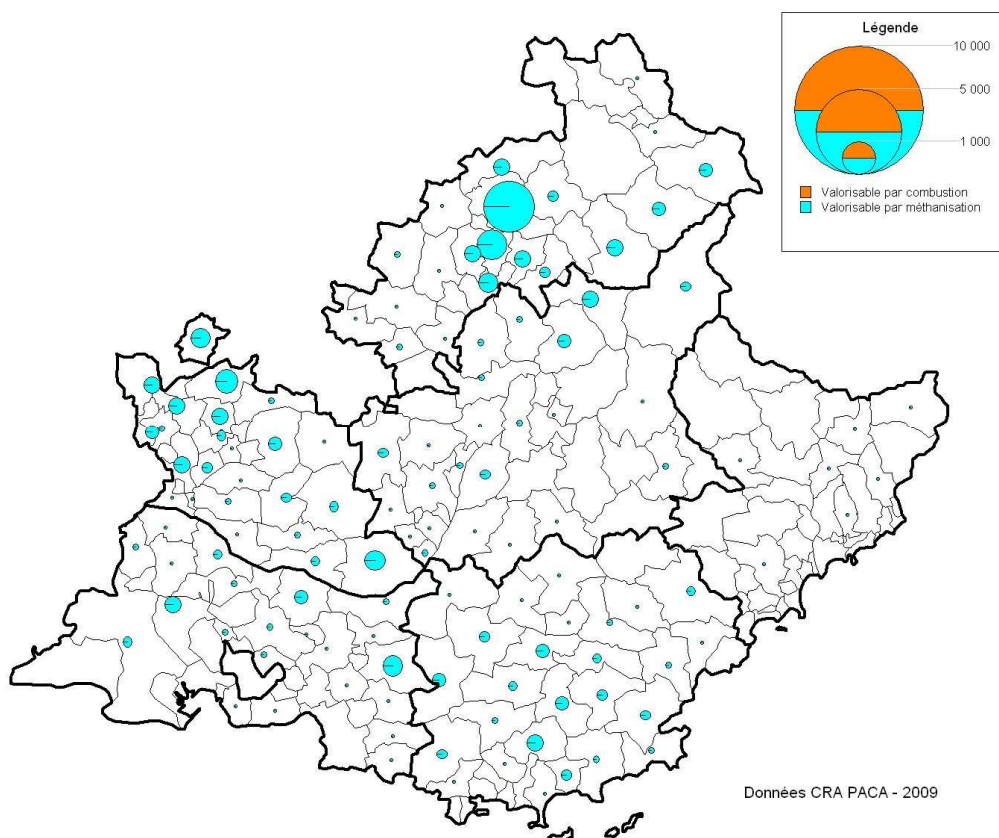 Légende
10 000
5 000
1 000
Valorisable par combustion
Valorisable par méthanisation
Données CRA PACA - 2009